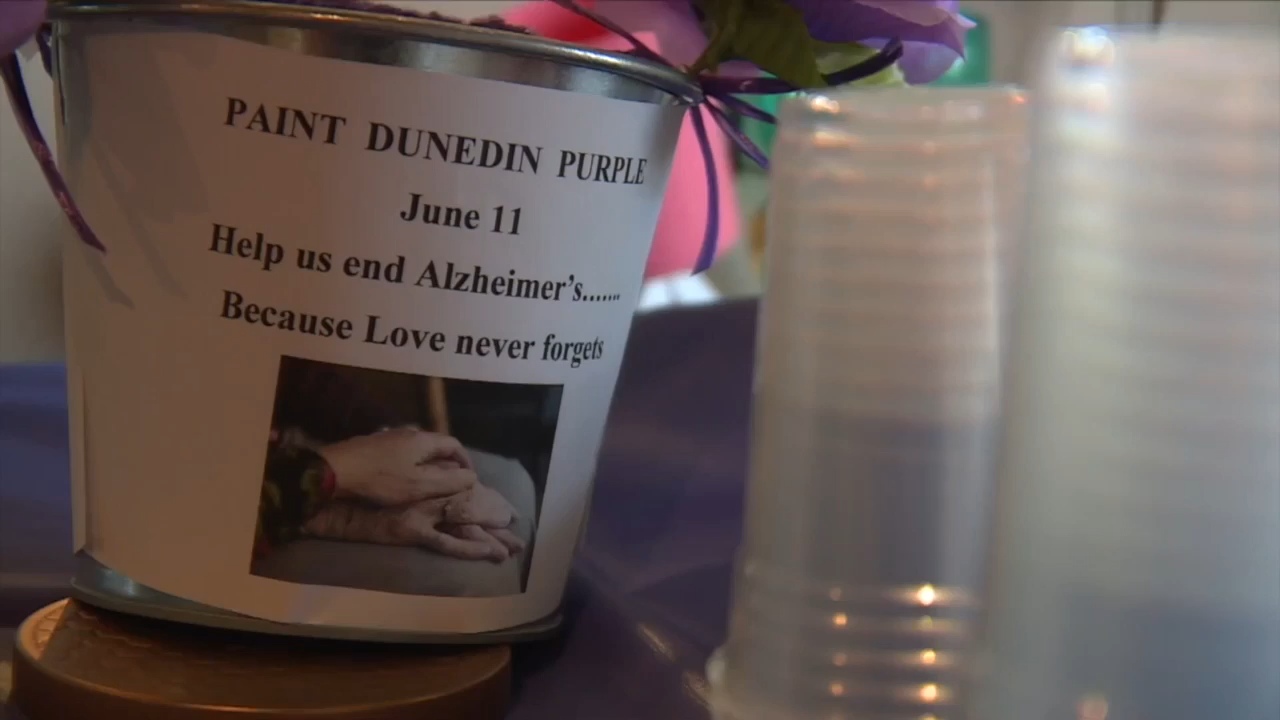 PAINT DUNEDIN PURPLE
June 11
Help us end Alzheimer's.......
Because Love never forgets